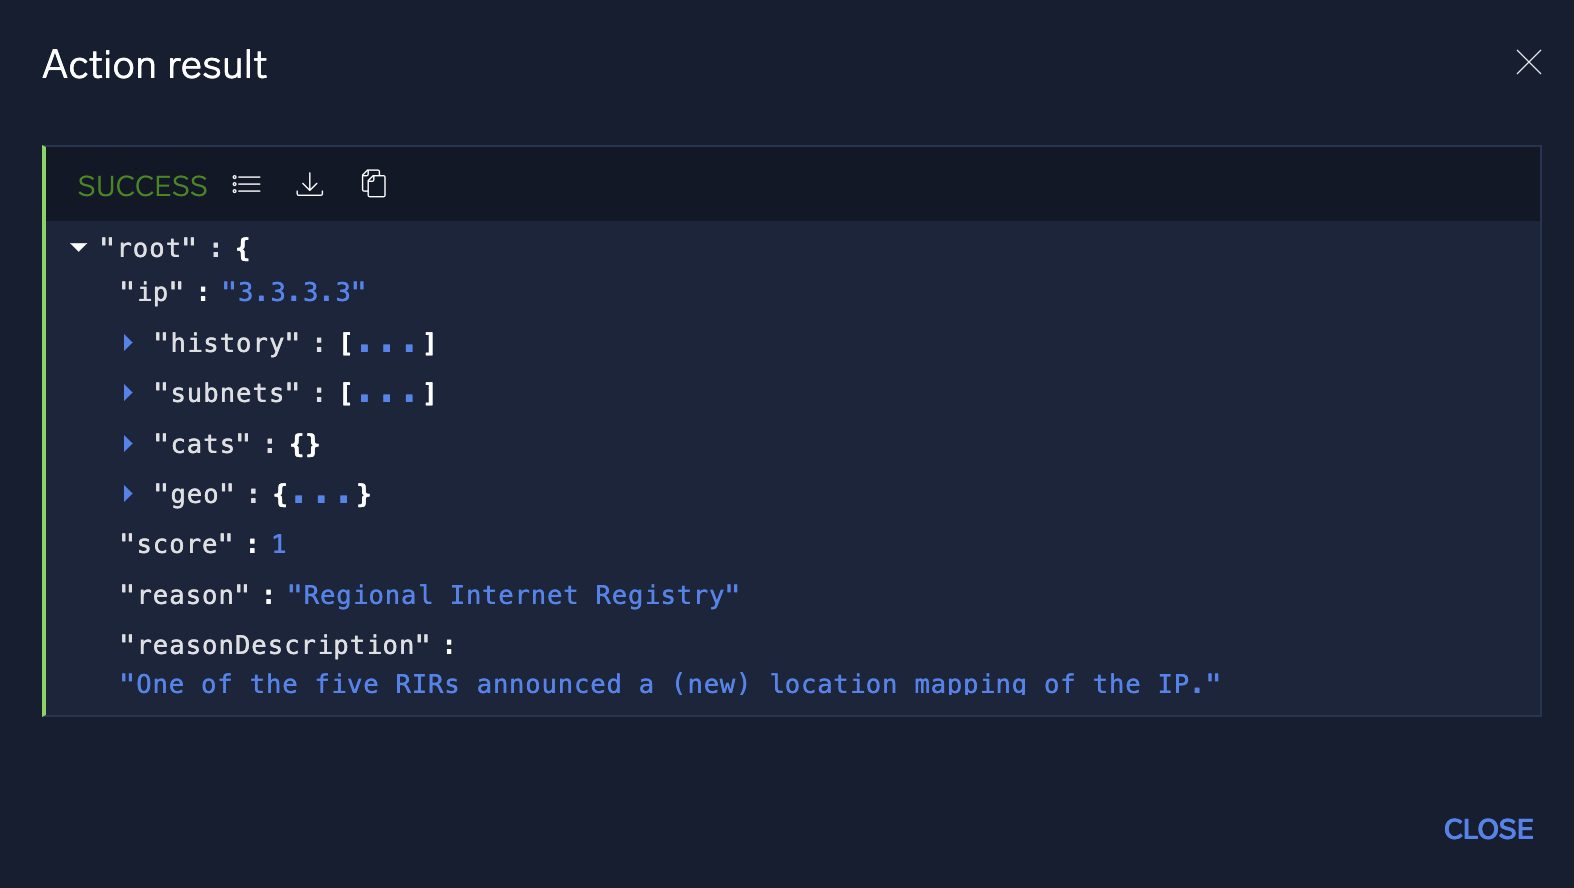 Action result
SUCCESS
"root" : {
"ip" : "3.3.3.3"
"history" : [...]
"subnets" : [...]
"cats" : {}
"geo" : {...}
"score" : 1
"reason" : "Regional Internet Registry"
"reasonDescription" :
"One of the five RIRs announced a (new) location mapping of the IP."
CLOSE